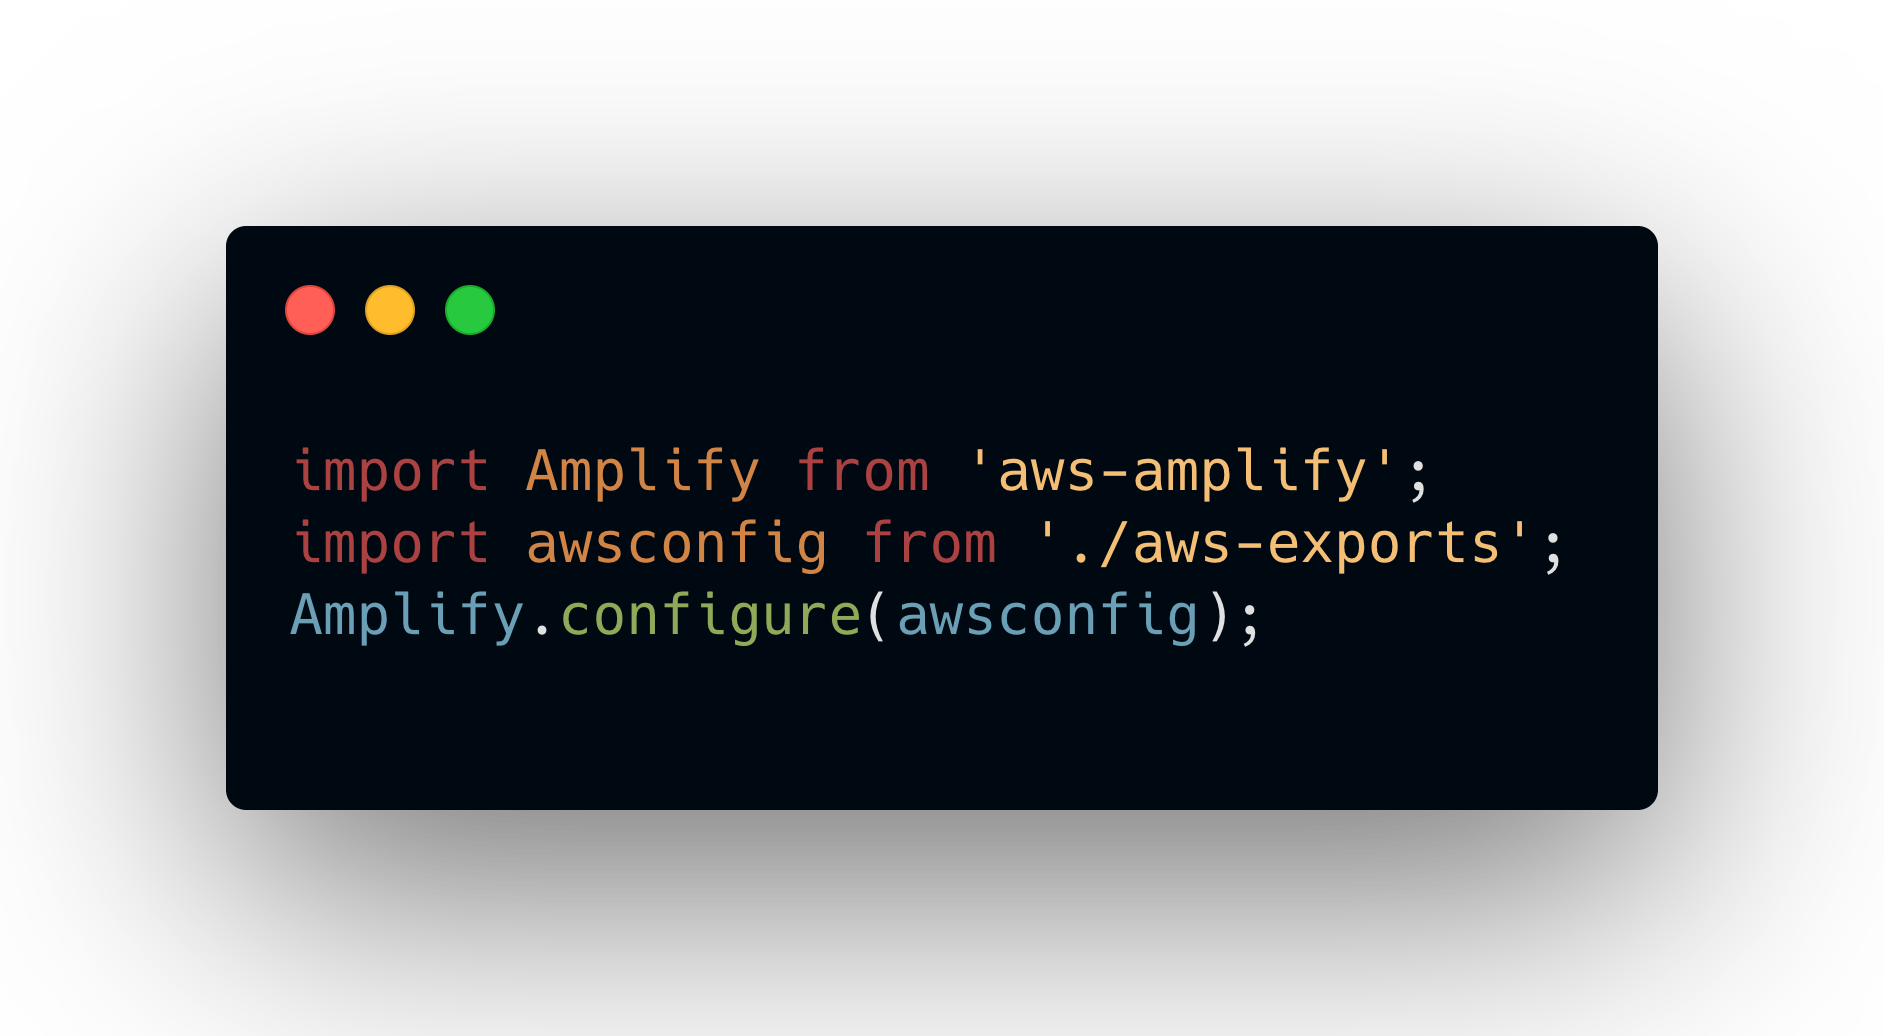 import Amplify from 'aws-amplify';
import awsconfig from './aws-exports';
Amplify.configure(awsconfig);